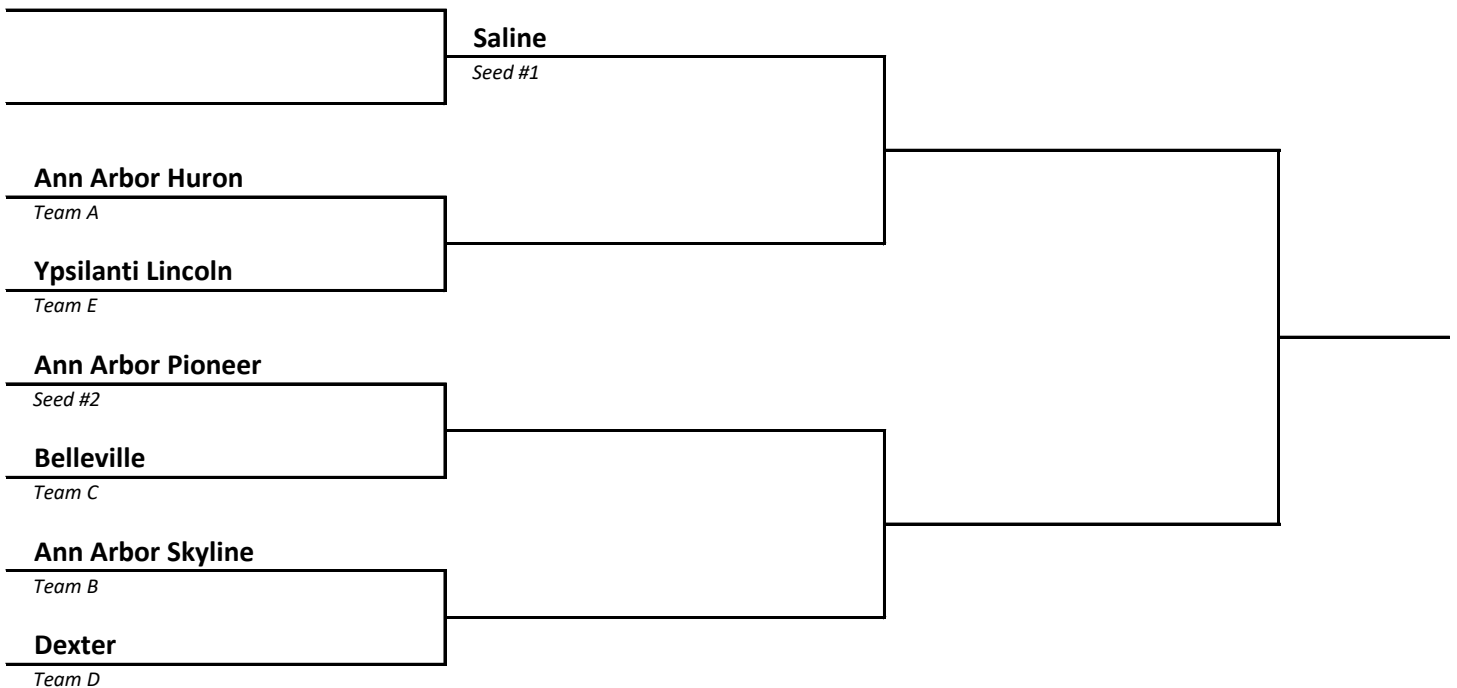 Saline
Seed #1
Ann Arbor Huron
Team A
Ypsilanti Lincoln
Team E
Ann Arbor Pioneer
Seed #2
Belleville
Team C
Ann Arbor Skyline
Team B
Dexter
Team D